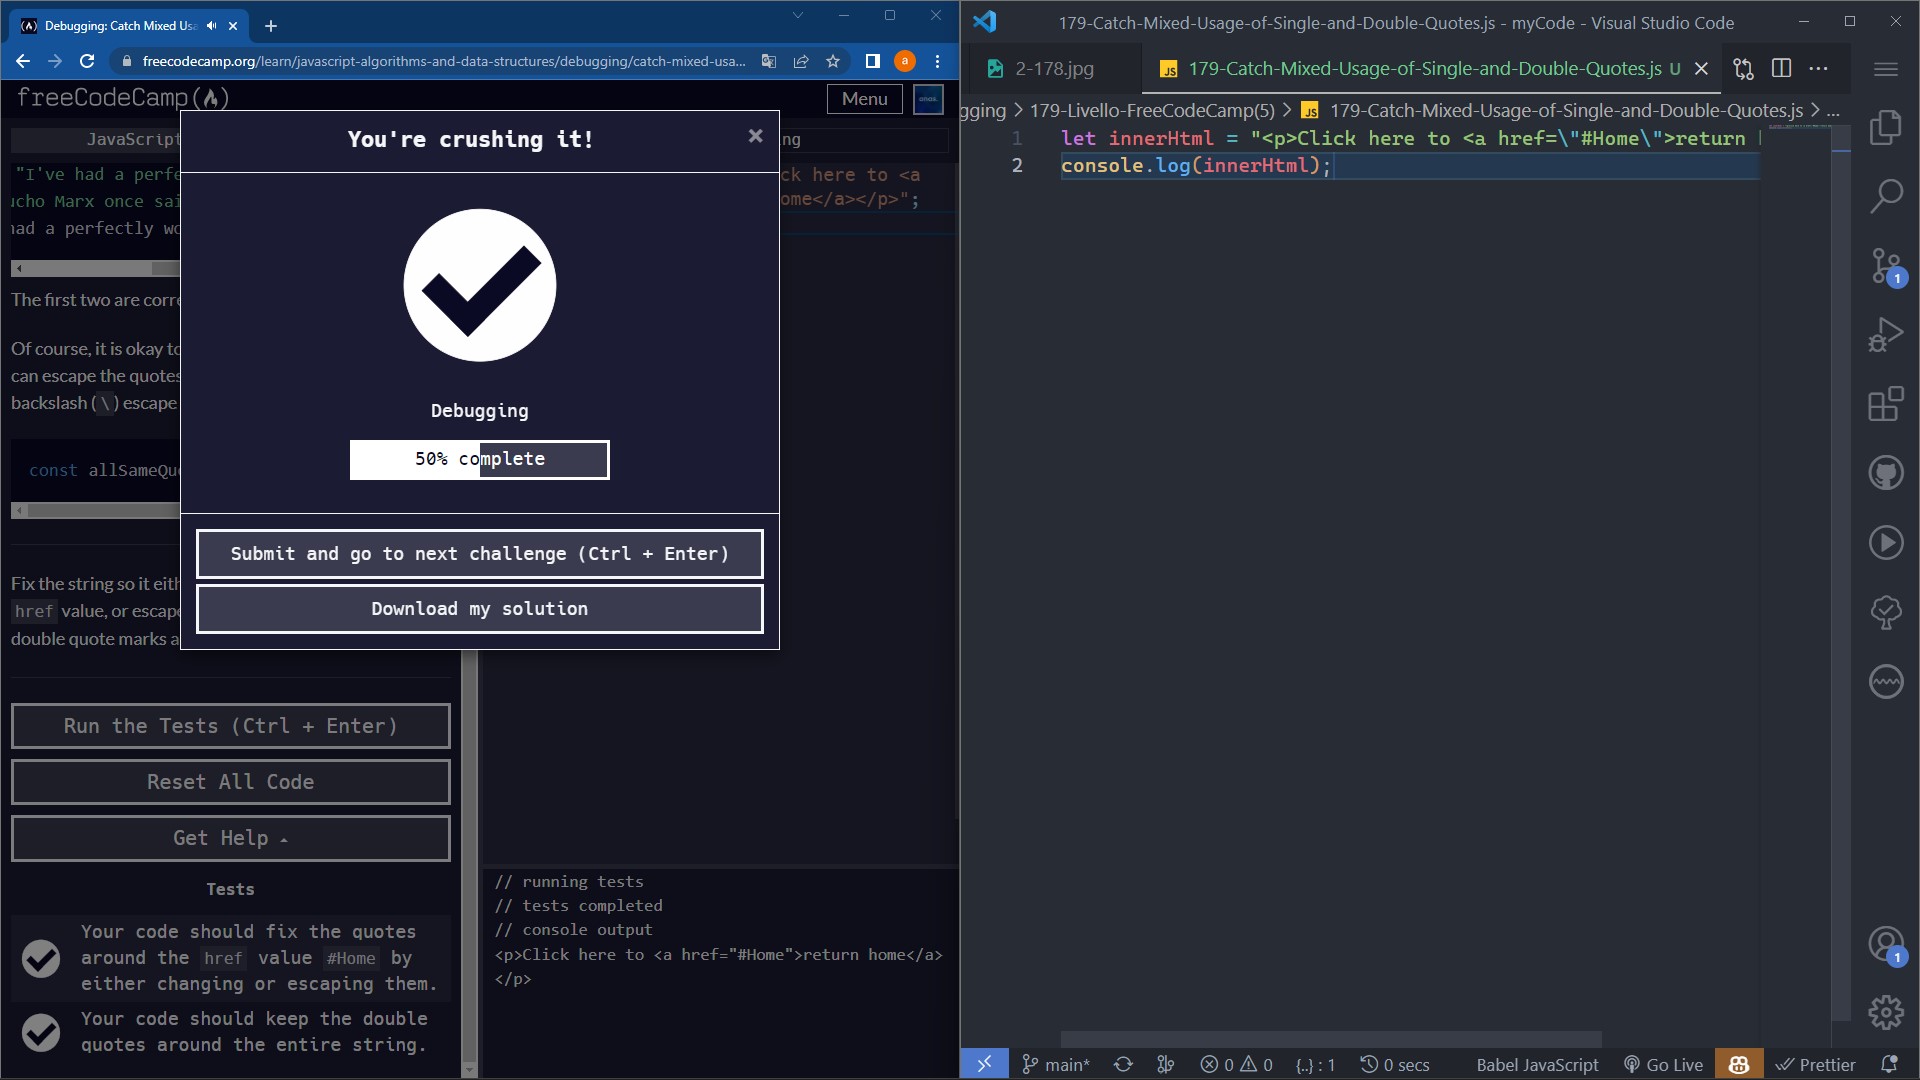 Debugging: Catch Mixed Usa
freecodecamp.org/learn/javascript-algorithms-and-data-structures/debugging/catch-mixed-usa...
a
freeCodeCamp
Menu
JavaScript
"I've had a perfe
ucho Marx once sai
had a perfectly wo
The first two are corre
Of course, it is okay to
can escape the quotes
backslash ( \ ) escape
const allSameQuo
Fix the string so it eith
href value, or escape
double quote marks a
You're crushing it!
×
Debugging
50% complete
Submit and go to next challenge (Ctrl + Enter)
Download my solution
ng
ck here to <a
ome</a></p>";
Run the Tests (Ctrl + Enter)
Reset All Code
Get Help
Tests
Your code should fix the quotes
around the href value #Home by
either changing or escaping them.
Your code should keep the double
quotes around the entire string.
// running tests
// tests completed
// console output
<p>Click here to <a href="#Home">return home</a>
</p>
179-Catch-Mixed-Usage-of-Single-and-Double-Quotes.js - myCode - Visual Studio Code
2-178.jpg
JS 179-Catch-Mixed-Usage-of-Single-and-Double-Quotes.js U
gging > 179-Livello-FreeCodeCamp(5) > JS 179-Catch-Mixed-Usage-of-Single-and-Double-Quotes.js > ...
1 let innerHtml = "<p>Click here to <a href=\"#Home\">return
2 console.log(innerHtml);
1
1
main* 0 0 {..} : 1 0 secs Babel JavaScript Go Live Prettier